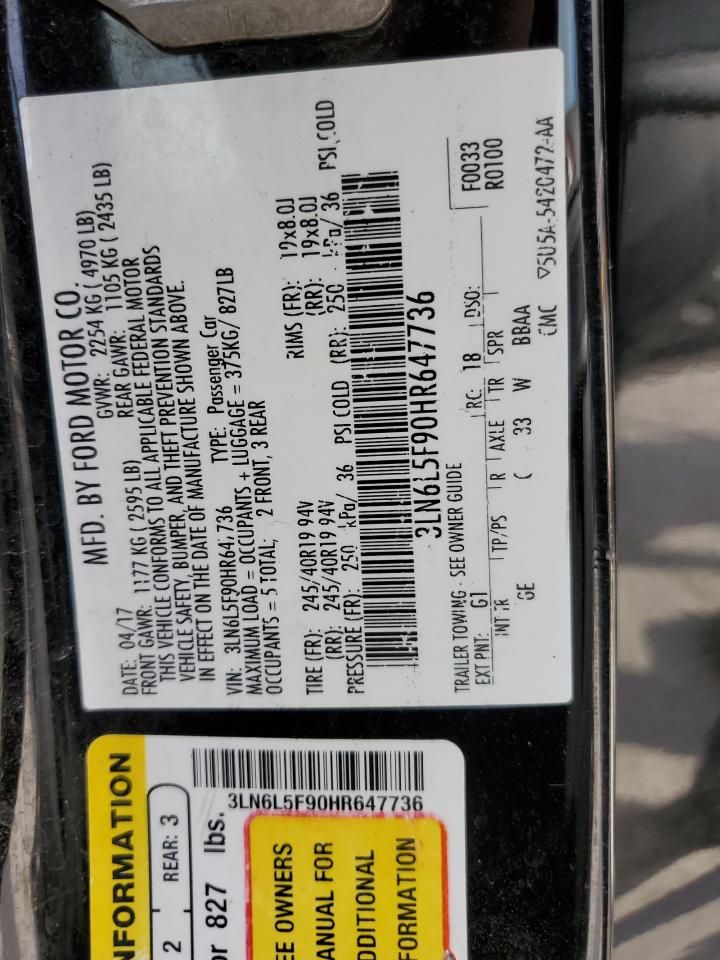 MFD. BY FORD MOTOR CO.
DATE: 04/17 GVWR: 2254 KG ( 4970 LB)
FRONT GAWR: 1177 KG ( 2595 LB) REAR GAWR: 1105 KG ( 2435 LB)
THIS VEHICLE CONFORMS TO ALL APPLICABLE FEDERAL MOTOR
VEHICLE SAFETY, BUMPER, AND THEFT PREVENTION STANDARDS
IN EFFECT ON THE DATE OF MANUFACTURE SHOWN ABOVE.
VIN: 3LN6L5F90HR647736 TYPE: Passenger Car
MAXIMUM LOAD = OCCUPANTS + LUGGAGE = 375KG/ 827LB
OCCUPANTS = 5 TOTAL; 2 FRONT, 3 REAR
TIRE (FR): 245/40R19 94V RIMS (FR): 19x8.0J
(RR): 245/40R19 94V (RR): 19x8.0J
PRESSURE (FR): 250 kPa/ 36 PSI COLD (RR): 250 kPa/ 36 PSI COLD
3LN6L5F90HR647736
TRAILER TOWING - SEE OWNER GUIDE F0033
EXT PNT: G1 RC: 18 DSO: R0100
INT TR TP/PS R AXLE TR SPR
GE C 33 W BBAA
CMC ▽5U5A-5420472-AA
NFORMATION
2 REAR: 3
or 827 lbs.
3LN6L5F90HR647736
EE OWNERS
ANUAL FOR
DDITIONAL
FORMATION